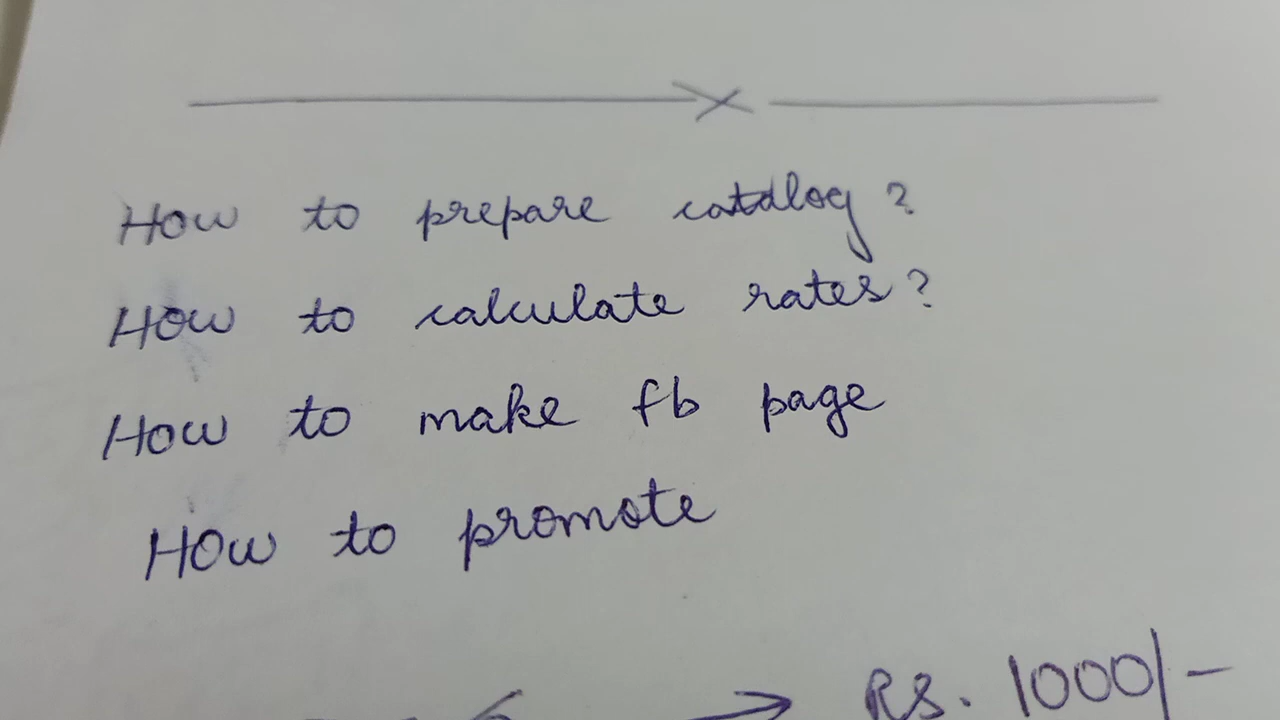 How to prepare catalog?
How to calculate rates?
How to make fb page
How to promote
→ Rs. 1000/-